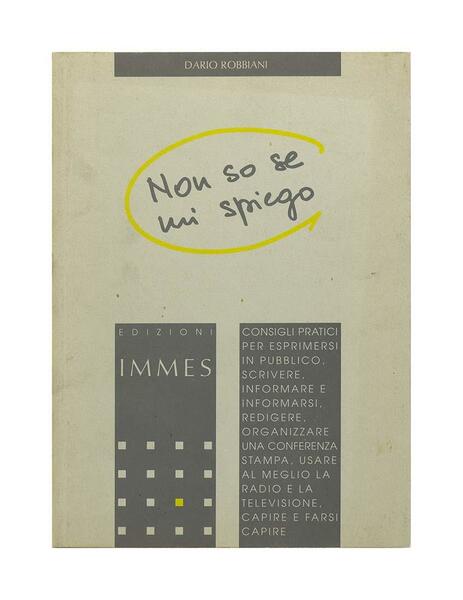 DARIO ROBBIANI
Non so se
mi spiego
EDIZIONI
IMMES
CONSIGLI PRATICI
PER ESPRIMERSI
IN PUBBLICO,
SCRIVERE,
INFORMARE E
INFORMARSI,
REDIGERE,
ORGANIZZARE
UNA CONFERENZA
STAMPA, USARE
AL MEGLIO LA
RADIO E LA
TELEVISIONE,
CAPIRE E FARSI
CAPIRE